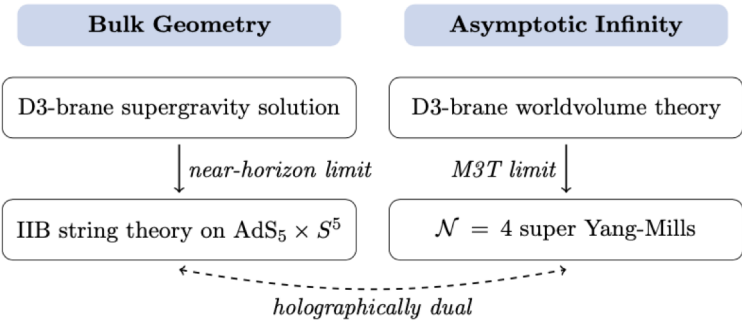 Bulk Geometry
Asymptotic Infinity
D3-brane supergravity solution
D3-brane worldvolume theory
near-horizon limit
M3T limit
IIB string theory on AdS₅ × S⁵
𝒩 = 4 super Yang-Mills
holographically dual